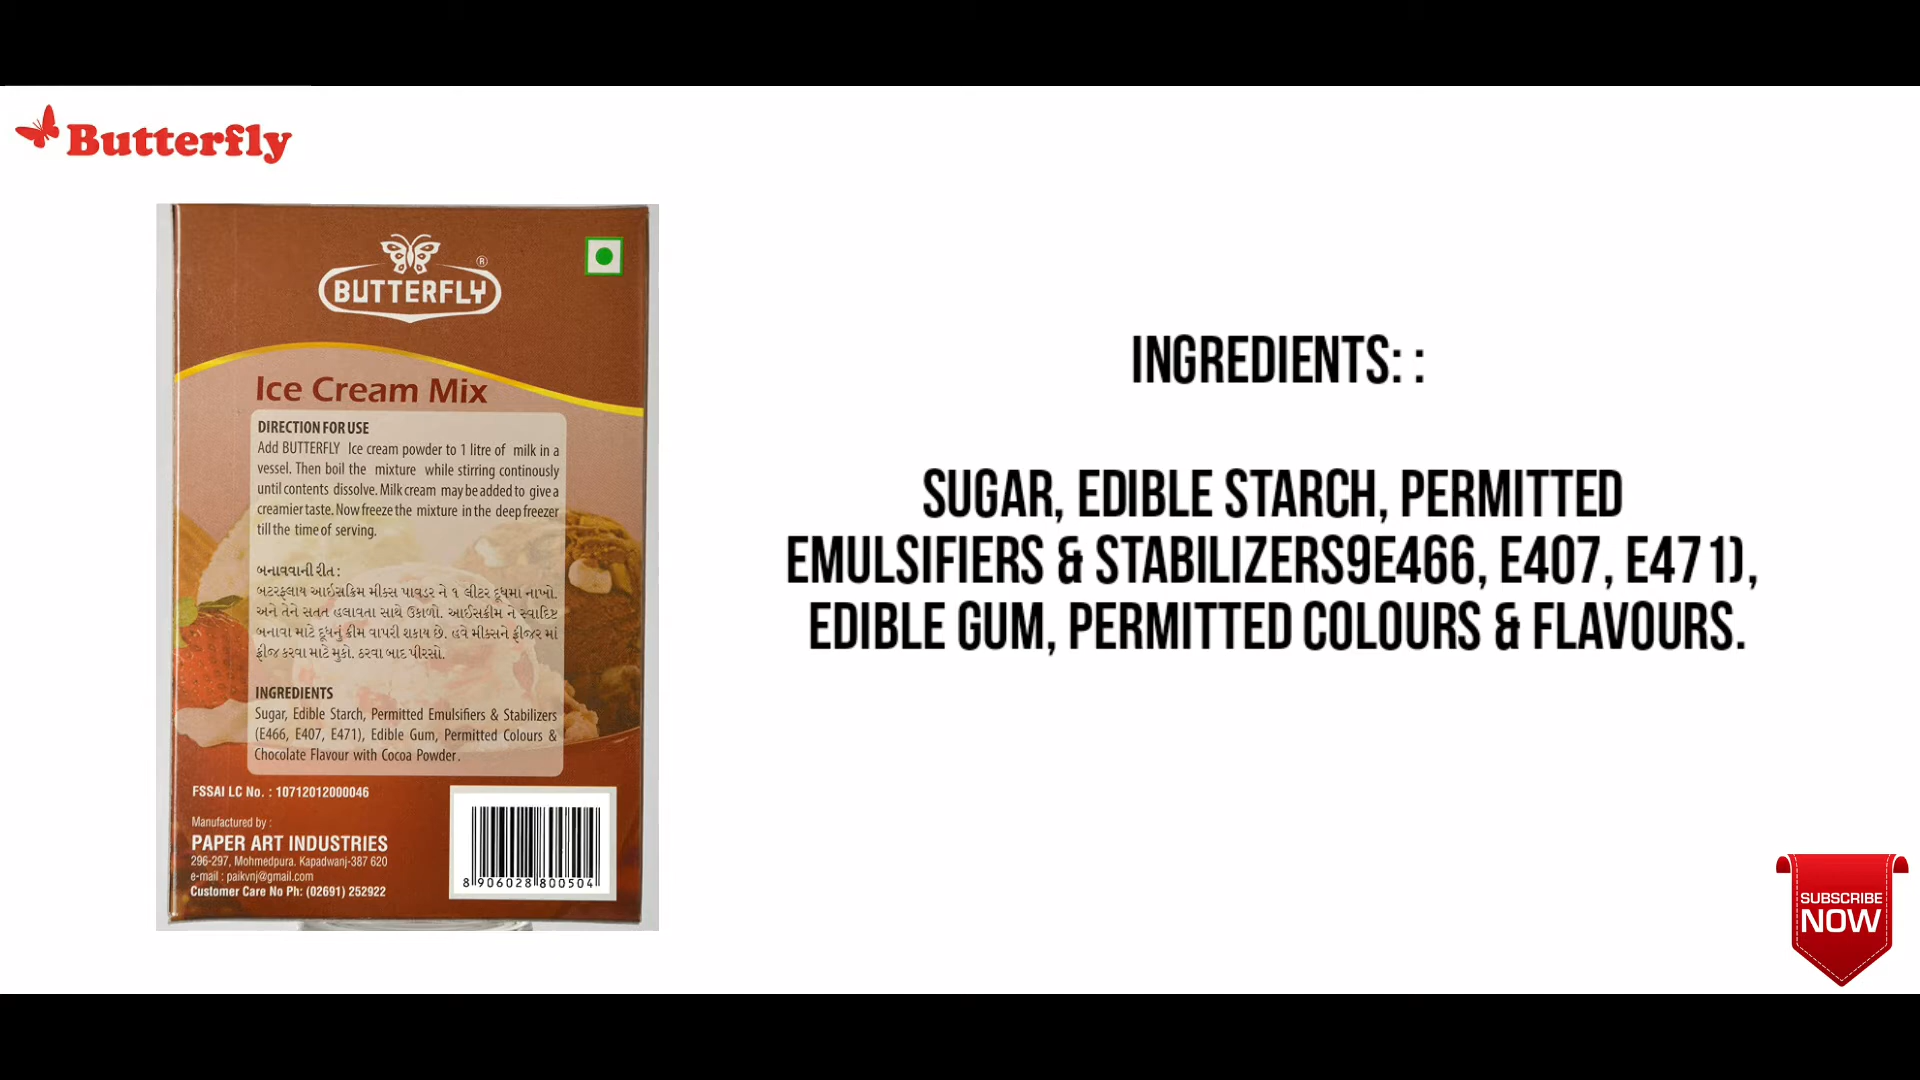 Butterfly
BUTTERFLY
®
Ice Cream Mix
DIRECTION FOR USE
Add BUTTERFLY Ice cream powder to 1 litre of milk in a
vessel. Then boil the mixture while stirring continously
until contents dissolve. Milk cream may be added to give a
creamier taste. Now freeze the mixture in the deep freezer
till the time of serving.
બનાવવાની રીત :
બટરફ્લાય આઈસક્રિમ મીક્સ પાવડર ને ૧ લીટર દૂધમા નાખો.
અને તેને સતત હલાવતા સાથે ઉકાળો. આઈસક્રીમ ને સ્વાદિષ્ટ
બનાવા માટે દૂધનું ક્રીમ વાપરી શકાય છે. હવે મીક્સને ફ્રીજર માં
ફ્રીજ કરવા માટે મુકો. ઠરવા બાદ પીરસો.
INGREDIENTS
Sugar, Edible Starch, Permitted Emulsifiers & Stabilizers
(E466, E407, E471), Edible Gum, Permitted Colours &
Chocolate Flavour with Cocoa Powder.
FSSAI LC No. : 10712012000046
Manufactured by :
PAPER ART INDUSTRIES
296-297, Mohmedpura. Kapadwanj-387 620
e-mail : paikvnj@gmail.com
Customer Care No Ph: (02691) 252922
8 906028 800504
INGREDIENTS: :
SUGAR, EDIBLE STARCH, PERMITTED
EMULSIFIERS & STABILIZERS9E466, E407, E471),
EDIBLE GUM, PERMITTED COLOURS & FLAVOURS.
SUBSCRIBE
NOW